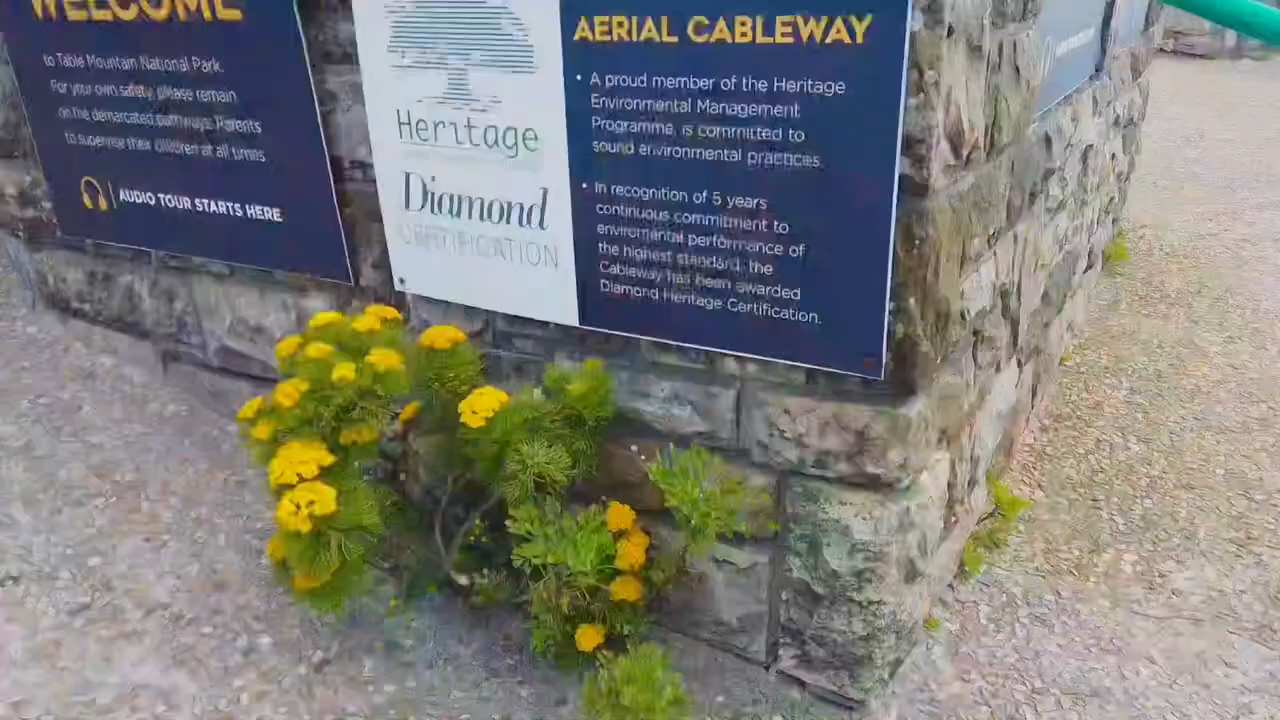 WELCOME
to Table Mountain National Park.
For your own safety, please remain
on the demarcated pathways. Parents
to supervise their children at all times.
AUDIO TOUR STARTS HERE
Heritage
Diamond
CERTIFICATION
AERIAL CABLEWAY
• A proud member of the Heritage
Environmental Management
Programme, is committed to
sound environmental practices.
• In recognition of 5 years
continuous commitment to
enviromental performance of
the highest standard, the
Cableway has been awarded
Diamond Heritage Certification.